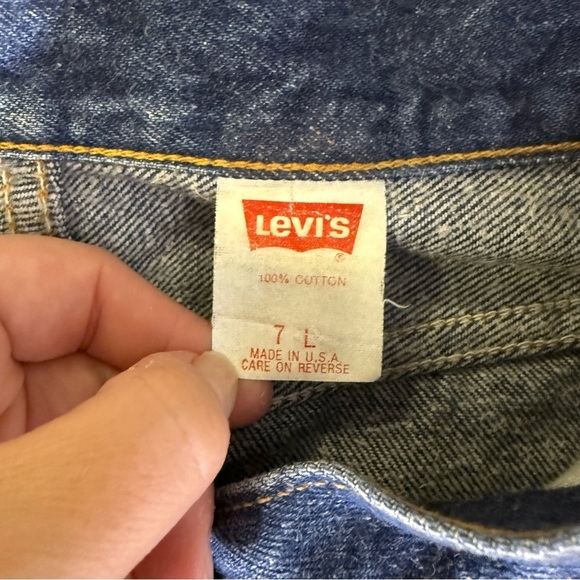 Levi's
®
100% COTTON
7 L
MADE IN U.S.A
CARE ON REVERSE